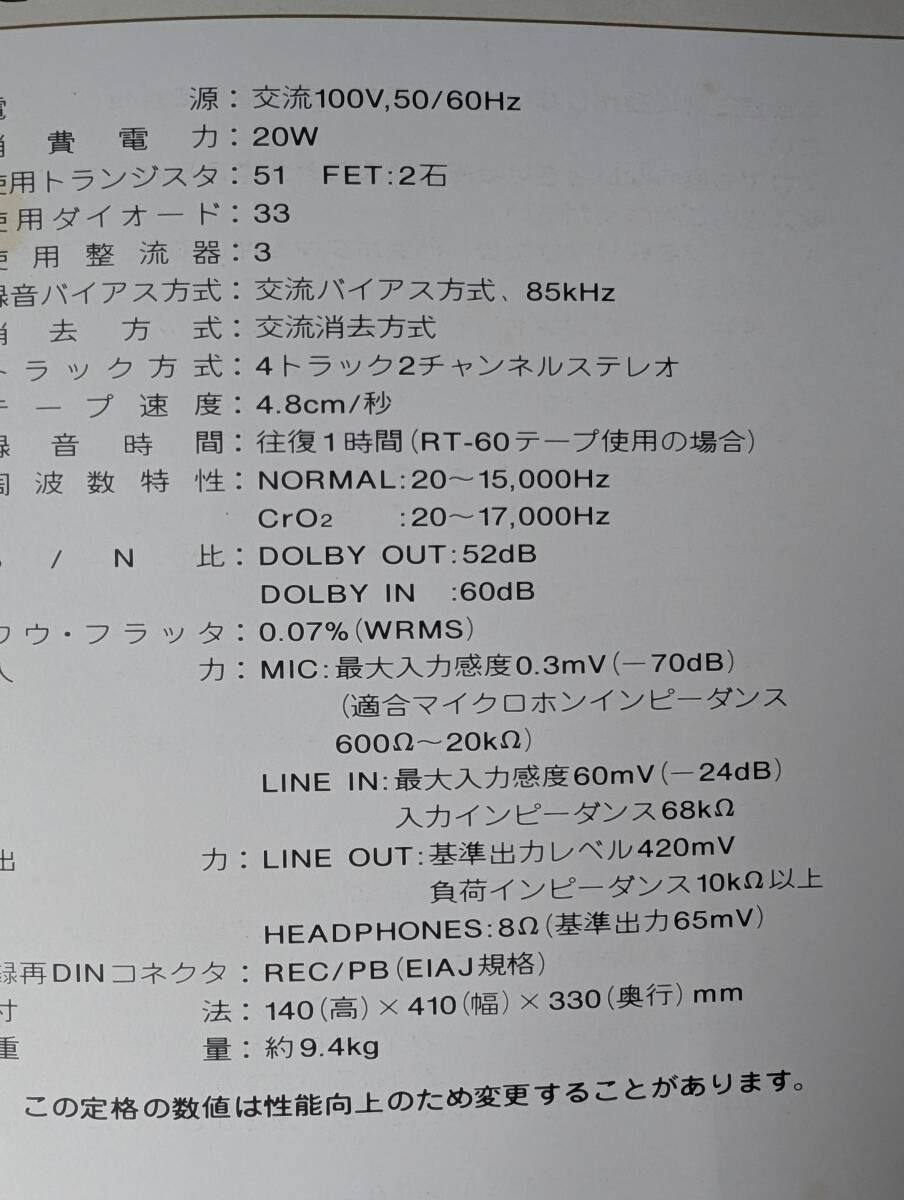 電源：交流100V,50/60Hz
消費電力：20W
使用トランジスタ：51 FET：2石
使用ダイオード：33
使用整流器：3
録音バイアス方式：交流バイアス方式、85kHz
消去方式：交流消去方式
トラック方式：4トラック2チャンネルステレオ
テープ速度：4.8cm/秒
録音時間：往復1時間(RT-60テープ使用の場合)
周波数特性：NORMAL：20〜15,000Hz
CrO2 ：20〜17,000Hz
S/N比：DOLBY OUT：52dB
DOLBY IN ：60dB
ワウ・フラッタ：0.07%(WRMS)
入力：MIC：最大入力感度0.3mV(−70dB)
(適合マイクロホンインピーダンス
600Ω〜20kΩ)
LINE IN：最大入力感度60mV(−24dB)
入力インピーダンス68kΩ
出力：LINE OUT：基準出力レベル420mV
負荷インピーダンス10kΩ以上
HEADPHONES：8Ω(基準出力65mV)
録再DINコネクタ：REC/PB(EIAJ規格)
寸法：140(高)×410(幅)×330(奥行)mm
重量：約9.4kg
この定格の数値は性能向上のため変更することがあります。